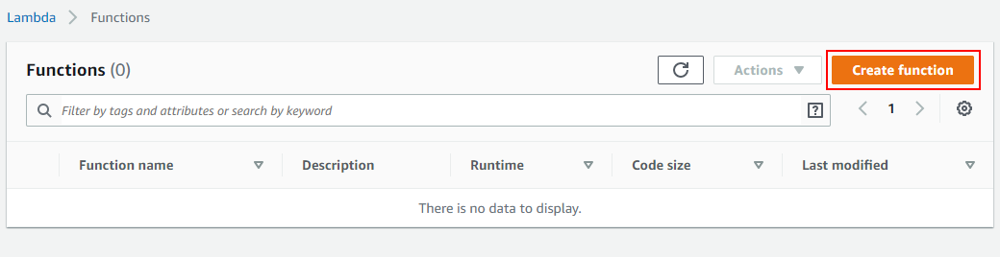 Lambda > Functions
Functions (0)
Actions
Create function
Filter by tags and attributes or search by keyword
?
1
Function name Description Runtime Code size Last modified
There is no data to display.